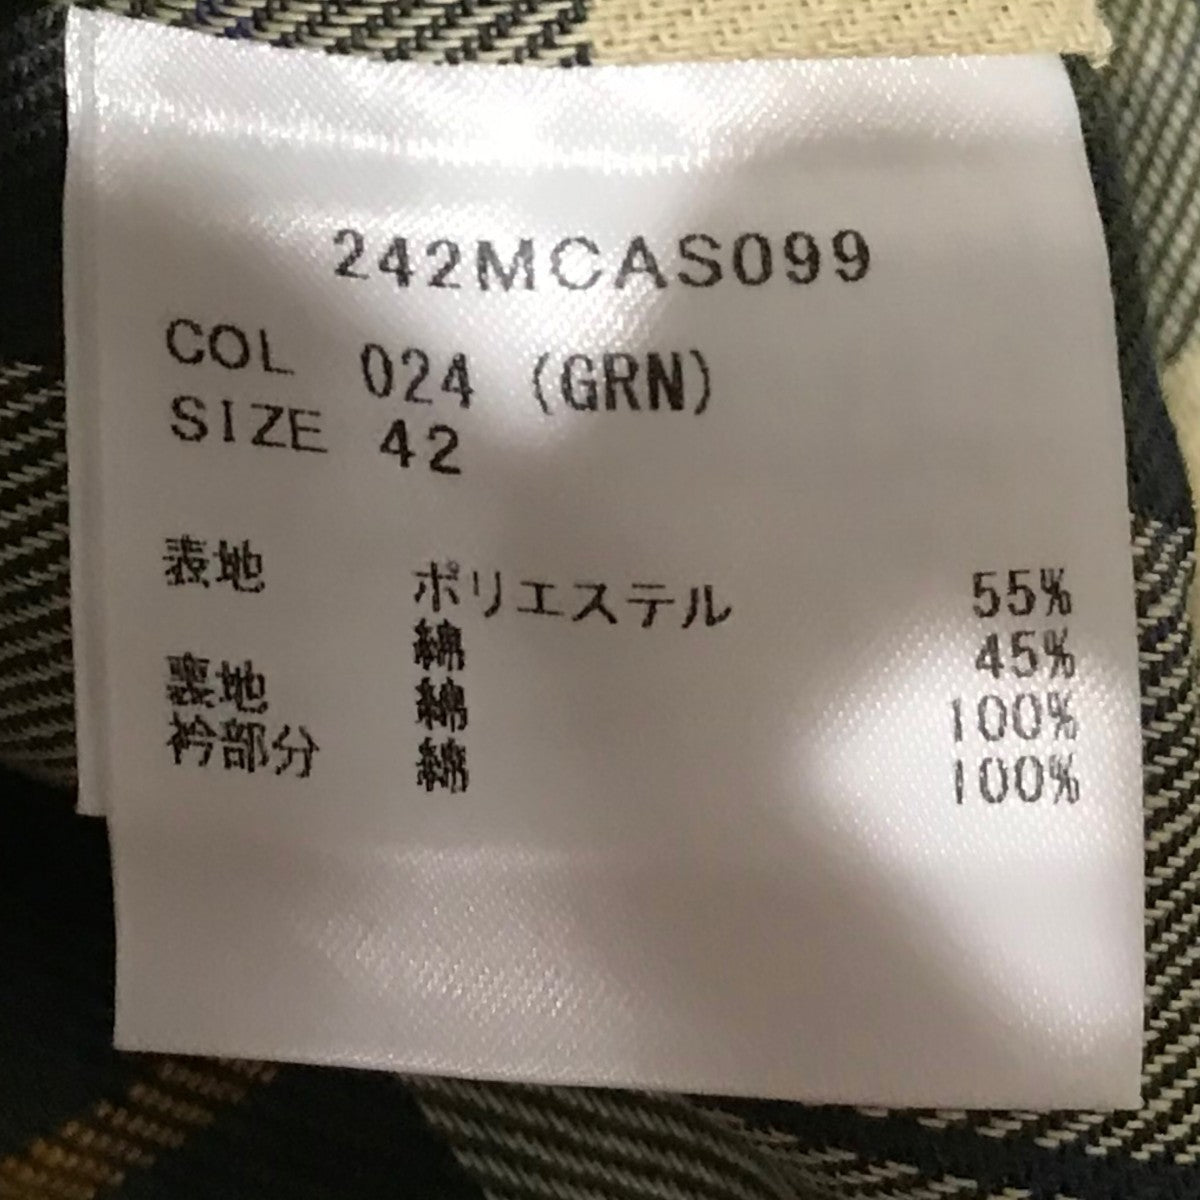 242MCAS099
COL 024 (GRN)
SIZE 42
表地 ポリエステル 55%
綿 45%
裏地 綿 100%
衿部分 綿 100%